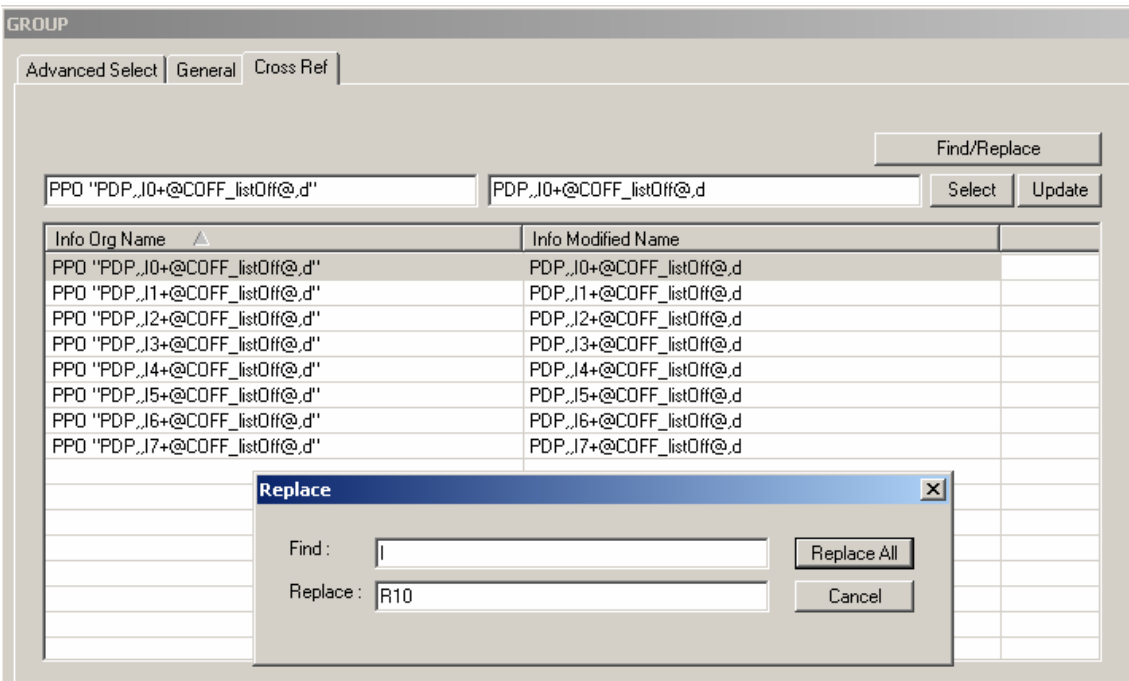 GROUP
Advanced Select General Cross Ref
Find/Replace
PPO "PDP,,I0+@COFF_listOff@,d" PDP,,I0+@COFF_listOff@,d Select Update
Info Org Name Info Modified Name
PPO "PDP,,I0+@COFF_listOff@,d" PDP,,I0+@COFF_listOff@,d
PPO "PDP,,I1+@COFF_listOff@,d" PDP,,I1+@COFF_listOff@,d
PPO "PDP,,I2+@COFF_listOff@,d" PDP,,I2+@COFF_listOff@,d
PPO "PDP,,I3+@COFF_listOff@,d" PDP,,I3+@COFF_listOff@,d
PPO "PDP,,I4+@COFF_listOff@,d" PDP,,I4+@COFF_listOff@,d
PPO "PDP,,I5+@COFF_listOff@,d" PDP,,I5+@COFF_listOff@,d
PPO "PDP,,I6+@COFF_listOff@,d" PDP,,I6+@COFF_listOff@,d
PPO "PDP,,I7+@COFF_listOff@,d" PDP,,I7+@COFF_listOff@,d
Replace
Find : I Replace All
Replace : R10 Cancel